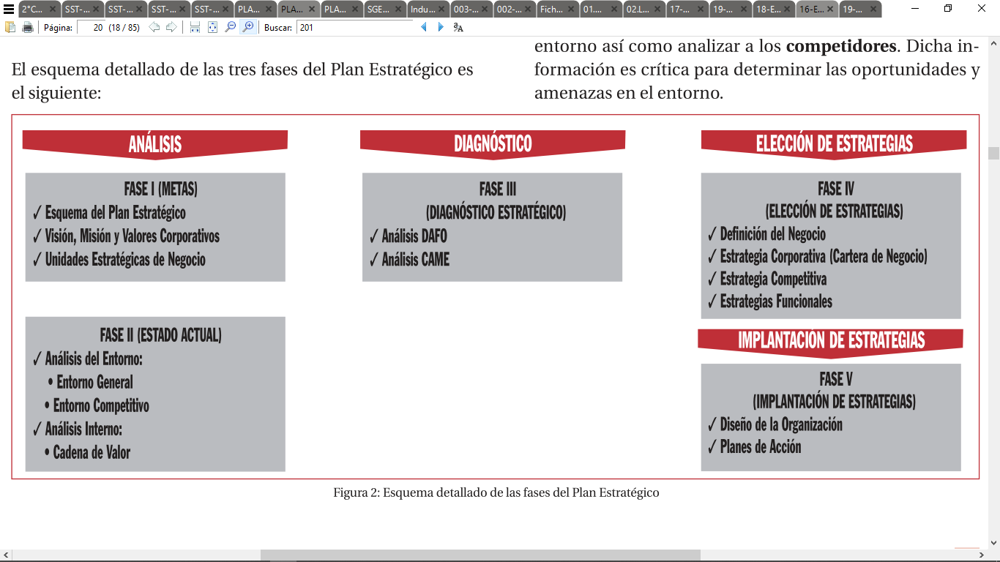 2°C...
SST-...
SST-...
SST-...
SST-...
PLA...
PLA...
PLA...
SGE...
Indu...
003-...
002-...
Fich...
01....
02.L...
17-...
19-...
18-E...
16-E...
19-...
Página: 20 (18 / 85) Buscar: 201
El esquema detallado de las tres fases del Plan Estratégico es
el siguiente:
entorno así como analizar a los competidores. Dicha in-
formación es crítica para determinar las oportunidades y
amenazas en el entorno.
ANÁLISIS
FASE I (METAS)
✓ Esquema del Plan Estratégico
✓ Visión, Misión y Valores Corporativos
✓ Unidades Estratégicas de Negocio
FASE II (ESTADO ACTUAL)
✓ Análisis del Entorno:
• Entorno General
• Entorno Competitivo
✓ Análisis Interno:
• Cadena de Valor
DIAGNÓSTICO
FASE III
(DIAGNÓSTICO ESTRATÉGICO)
✓ Análisis DAFO
✓ Análisis CAME
ELECCIÓN DE ESTRATEGIAS
FASE IV
(ELECCIÓN DE ESTRATEGIAS)
✓ Definición del Negocio
✓ Estrategia Corporativa (Cartera de Negocio)
✓ Estrategia Competitiva
✓ Estrategias Funcionales
IMPLANTACIÓN DE ESTRATEGIAS
FASE V
(IMPLANTACIÓN DE ESTRATEGIAS)
✓ Diseño de la Organización
✓ Planes de Acción
Figura 2: Esquema detallado de las fases del Plan Estratégico